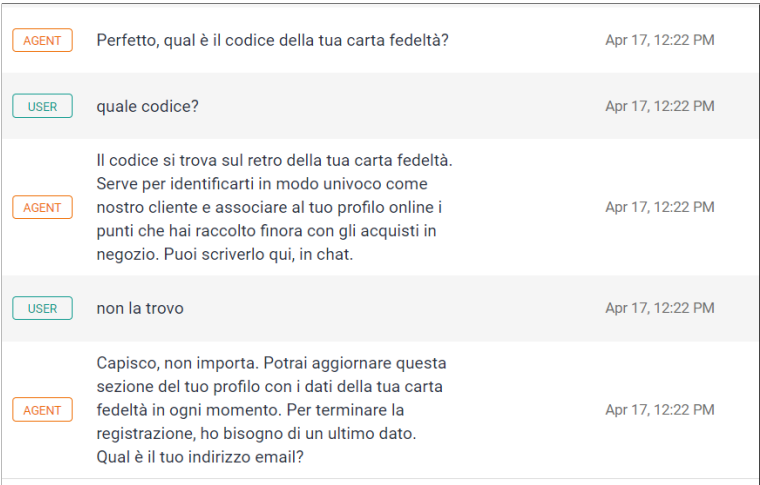 AGENT Perfetto, qual è il codice della tua carta fedeltà? Apr 17, 12:22 PM
USER quale codice? Apr 17, 12:22 PM
Il codice si trova sul retro della tua carta fedeltà.
Serve per identificarti in modo univoco come
AGENT nostro cliente e associare al tuo profilo online i Apr 17, 12:22 PM
punti che hai raccolto finora con gli acquisti in
negozio. Puoi scriverlo qui, in chat.
USER non la trovo Apr 17, 12:22 PM
Capisco, non importa. Potrai aggiornare questa
sezione del tuo profilo con i dati della tua carta
AGENT fedeltà in ogni momento. Per terminare la Apr 17, 12:22 PM
registrazione, ho bisogno di un ultimo dato.
Qual è il tuo indirizzo email?